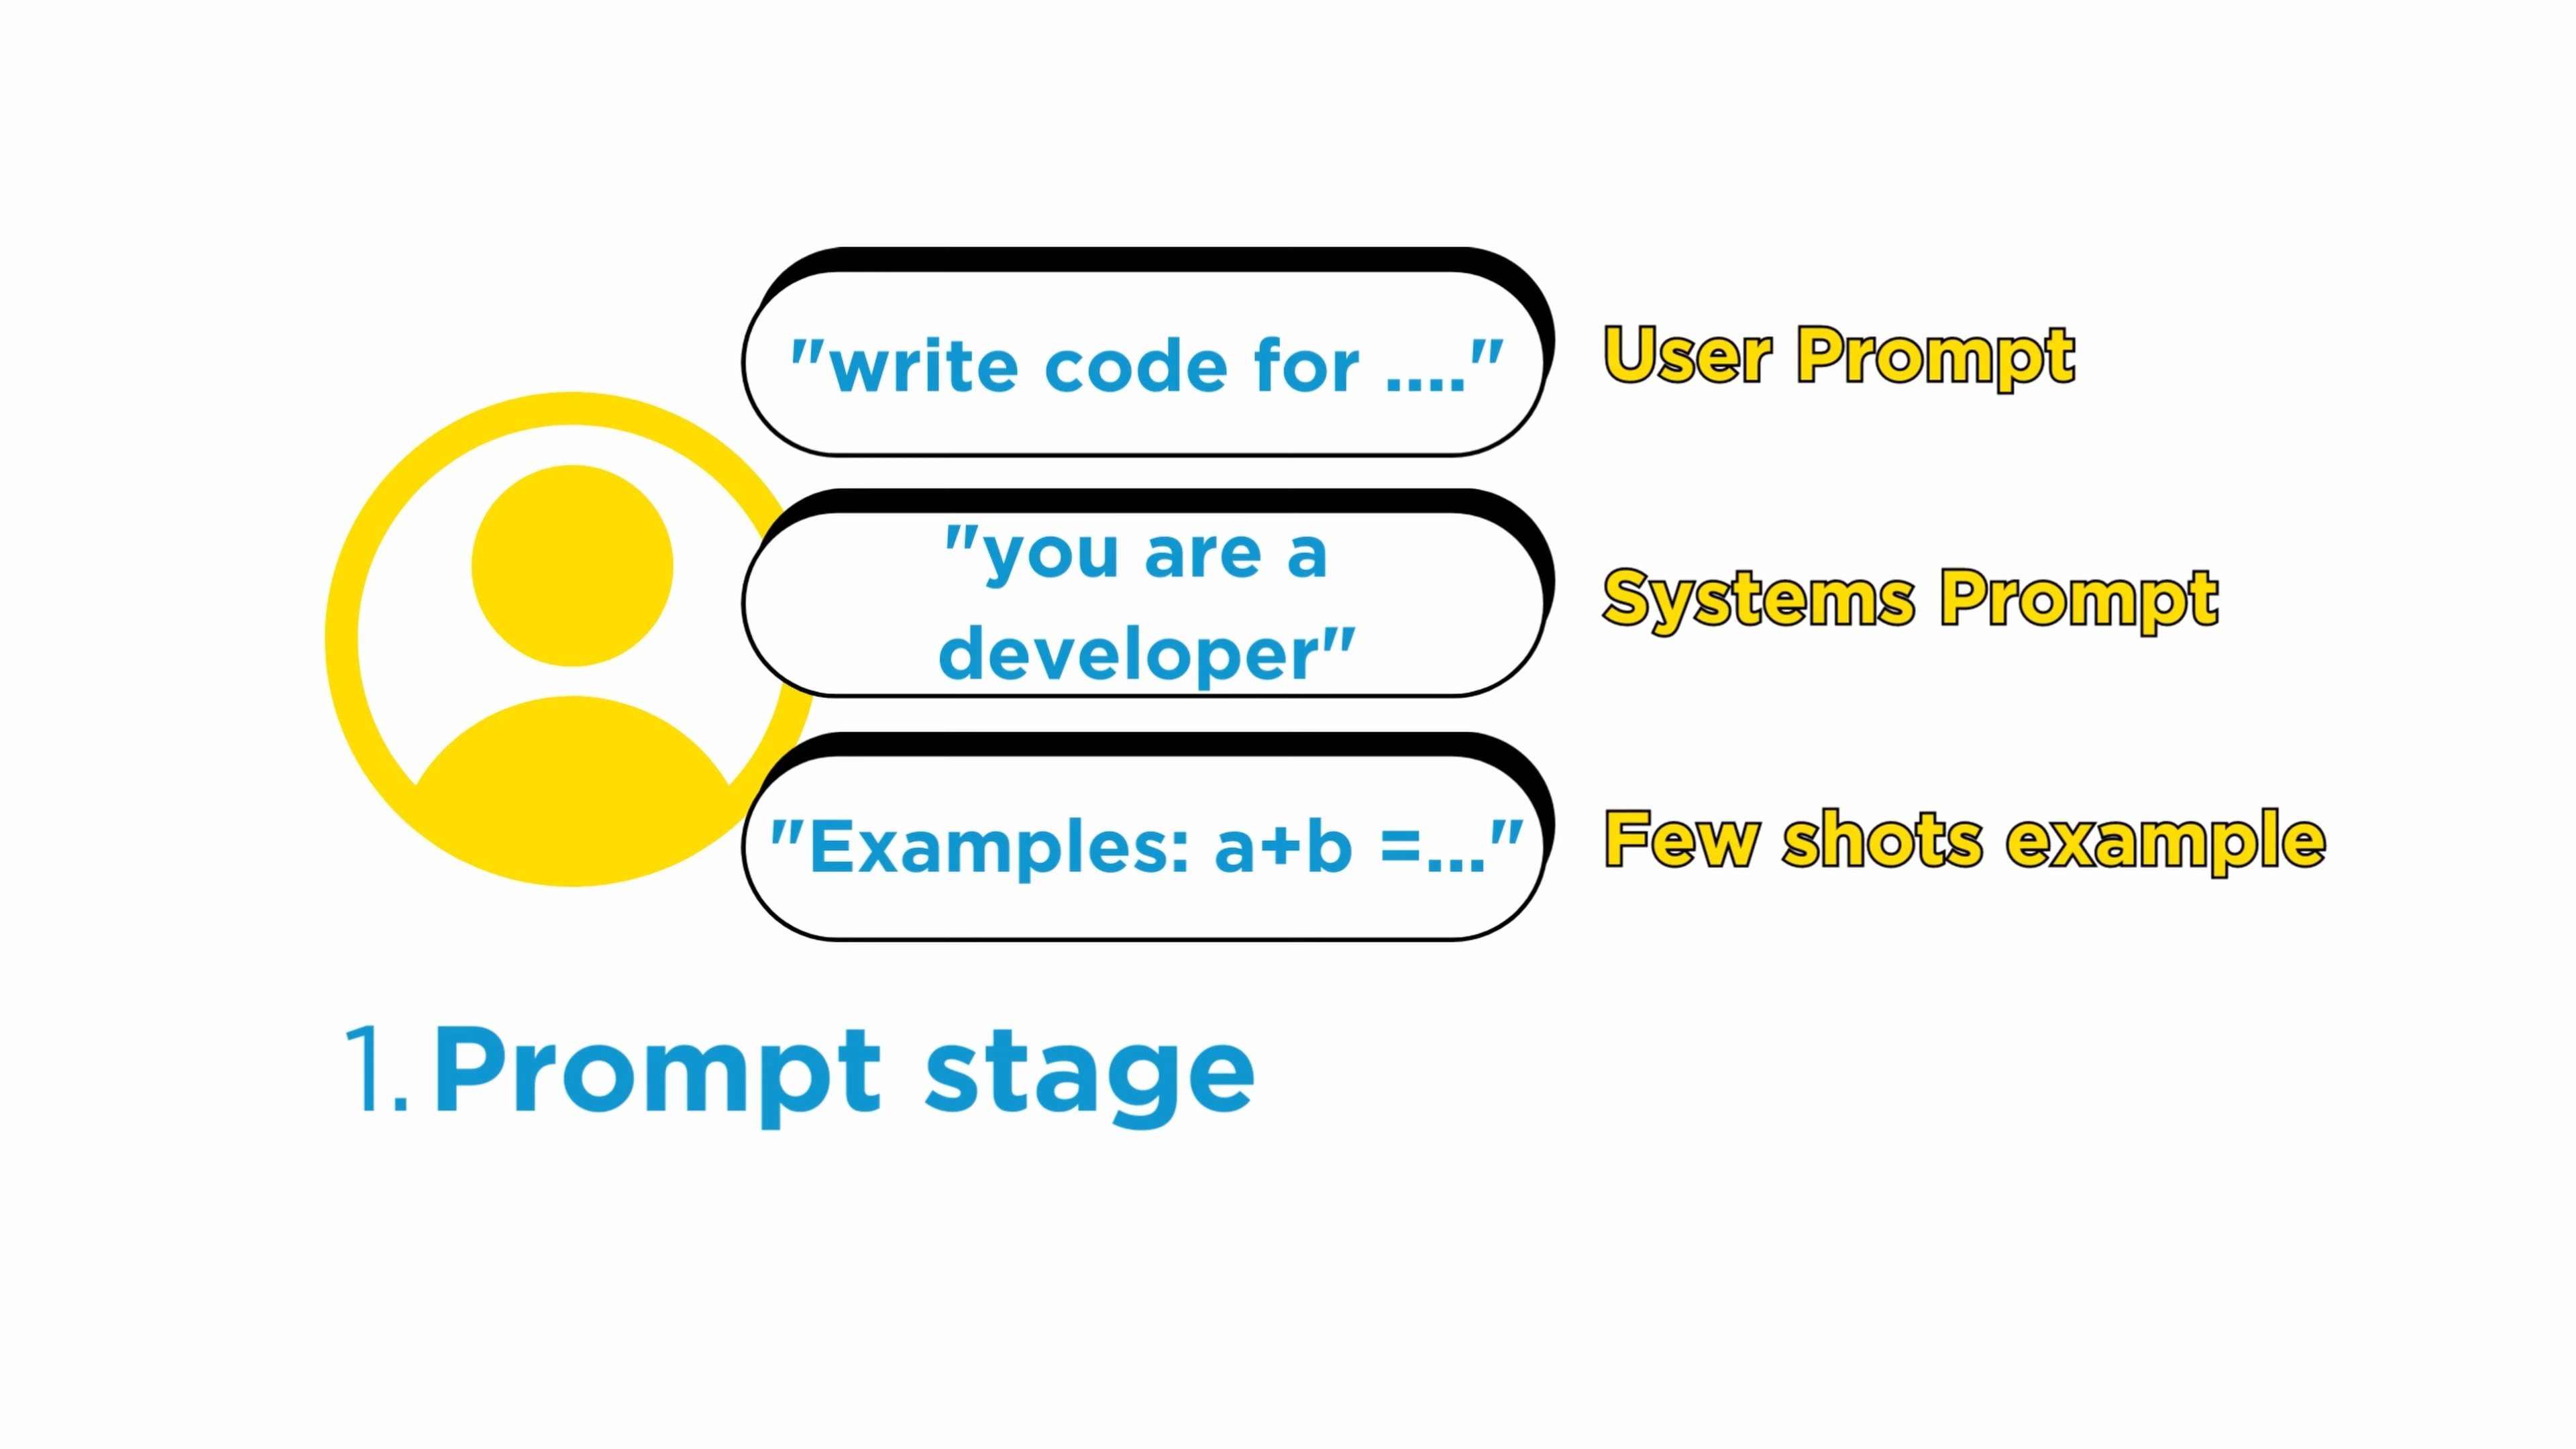 "write code for ...."
User Prompt
"you are a
developer"
Systems Prompt
"Examples: a+b =..."
Few shots example
1. Prompt stage